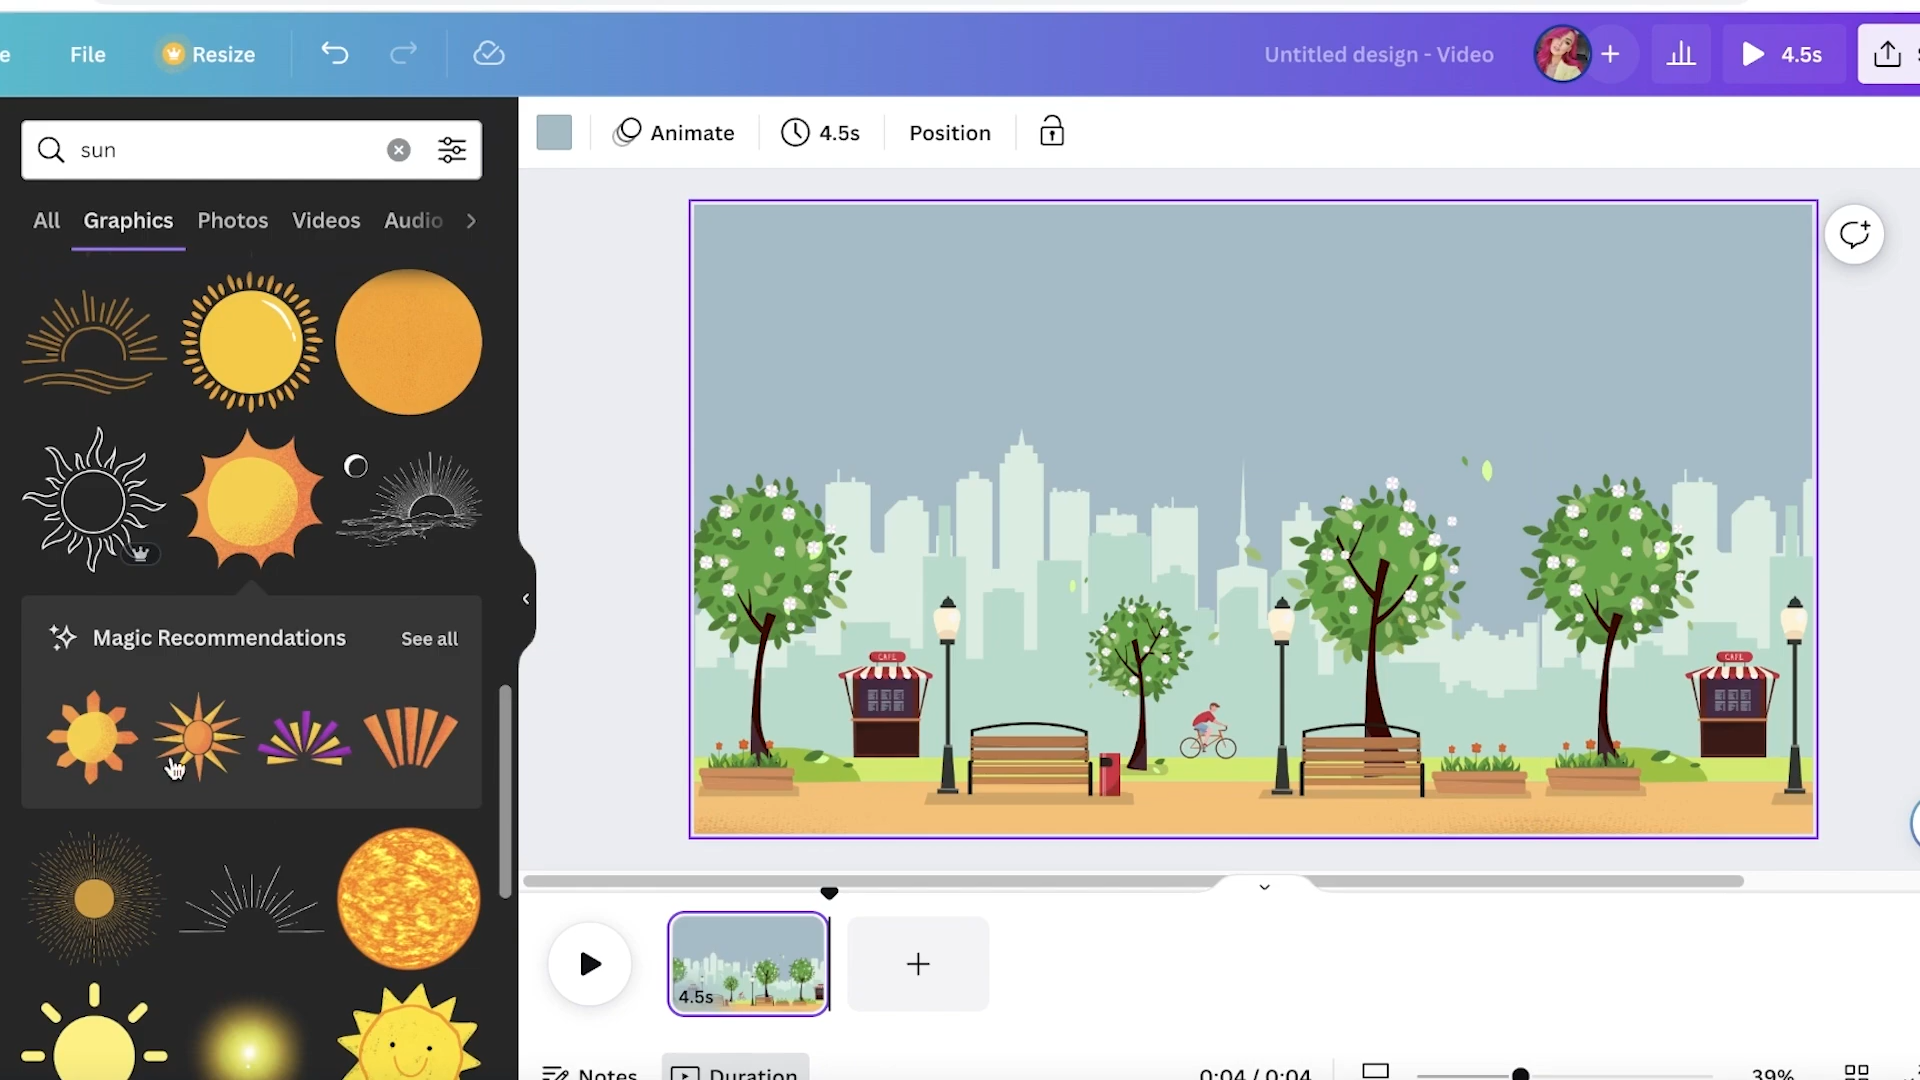 e File Resize Untitled design - Video 4.5s
sun
Animate 4.5s Position
All Graphics Photos Videos Audio
Magic Recommendations See all
CAFE CAFE
4.5s
Notes Duration 0:04 / 0:04 39%